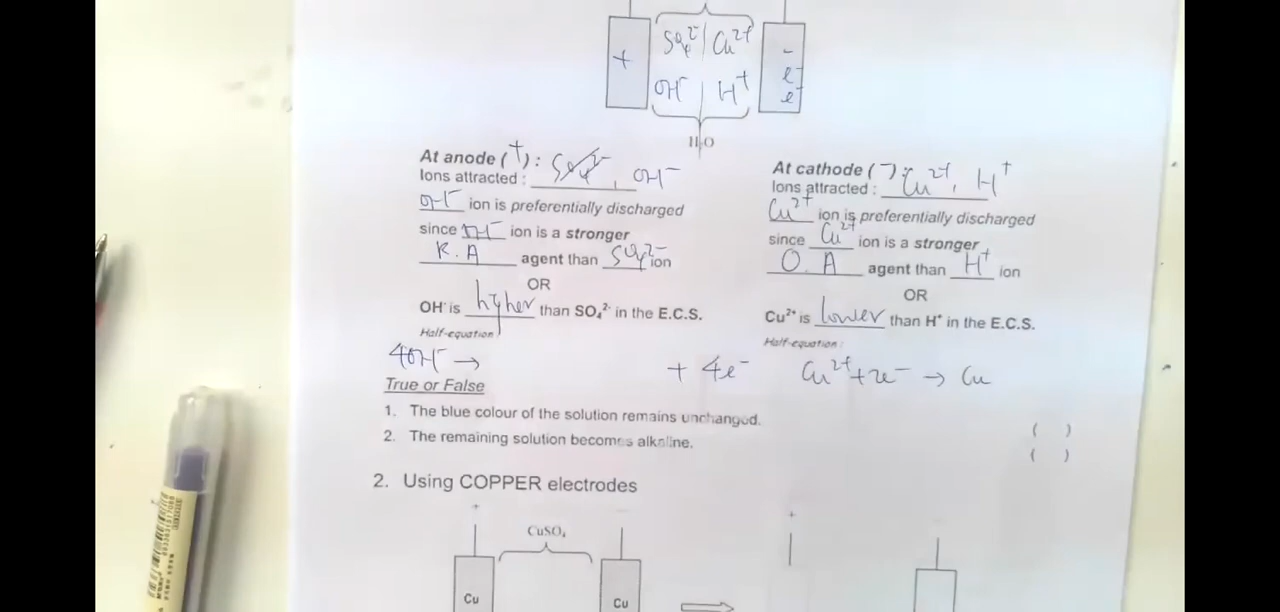 SO₄²⁻ | Cu²⁺
+
-
OH⁻ | H⁺
e⁻
e⁻
H₂O
At anode (+) : SO₄²⁻, OH⁻
Ions attracted :
OH⁻ ion is preferentially discharged
since OH⁻ ion is a stronger
R.A agent than SO₄²⁻ ion
OR
OH⁻ is higher than SO₄²⁻ in the E.C.S.
Half-equation
4OH⁻ → + 4e⁻
At cathode (-) : Cu²⁺, H⁺
Ions attracted :
Cu²⁺ ion is preferentially discharged
since Cu²⁺ ion is a stronger
O.A agent than H⁺ ion
OR
Cu²⁺ is lower than H⁺ in the E.C.S.
Half-equation :
Cu²⁺ + 2e⁻ → Cu
True or False
1. The blue colour of the solution remains unchanged. ( )
2. The remaining solution becomes alkaline. ( )
2. Using COPPER electrodes
+
CuSO₄
+
Cu
Cu